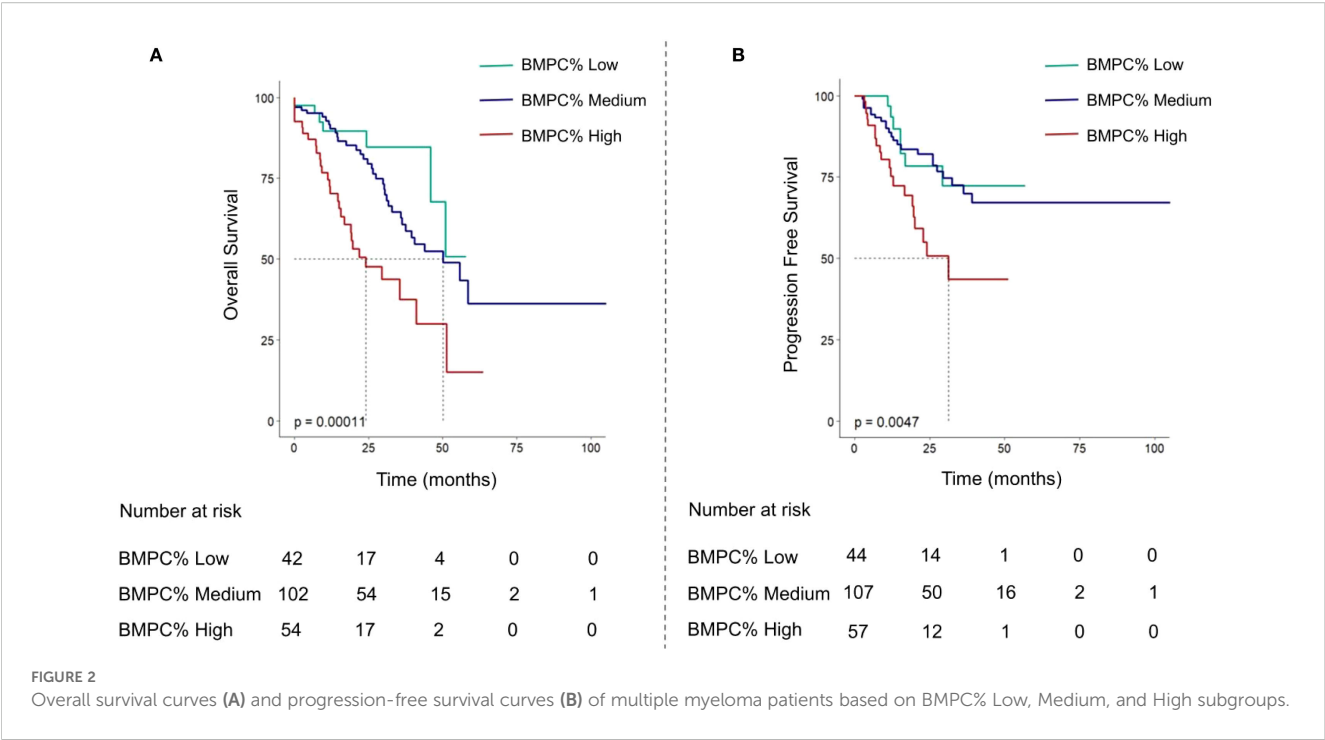 A
BMPC% Low
BMPC% Medium
BMPC% High
Overall Survival
100
75
50
25
0
p = 0.00011
0 25 50 75 100
Time (months)
Number at risk
BMPC% Low 42 17 4 0 0
BMPC% Medium 102 54 15 2 1
BMPC% High 54 17 2 0 0
B
BMPC% Low
BMPC% Medium
BMPC% High
Progression Free Survival
100
75
50
25
0
p = 0.0047
0 25 50 75 100
Time (months)
Number at risk
BMPC% Low 44 14 1 0 0
BMPC% Medium 107 50 16 2 1
BMPC% High 57 12 1 0 0
FIGURE 2
Overall survival curves (A) and progression-free survival curves (B) of multiple myeloma patients based on BMPC% Low, Medium, and High subgroups.